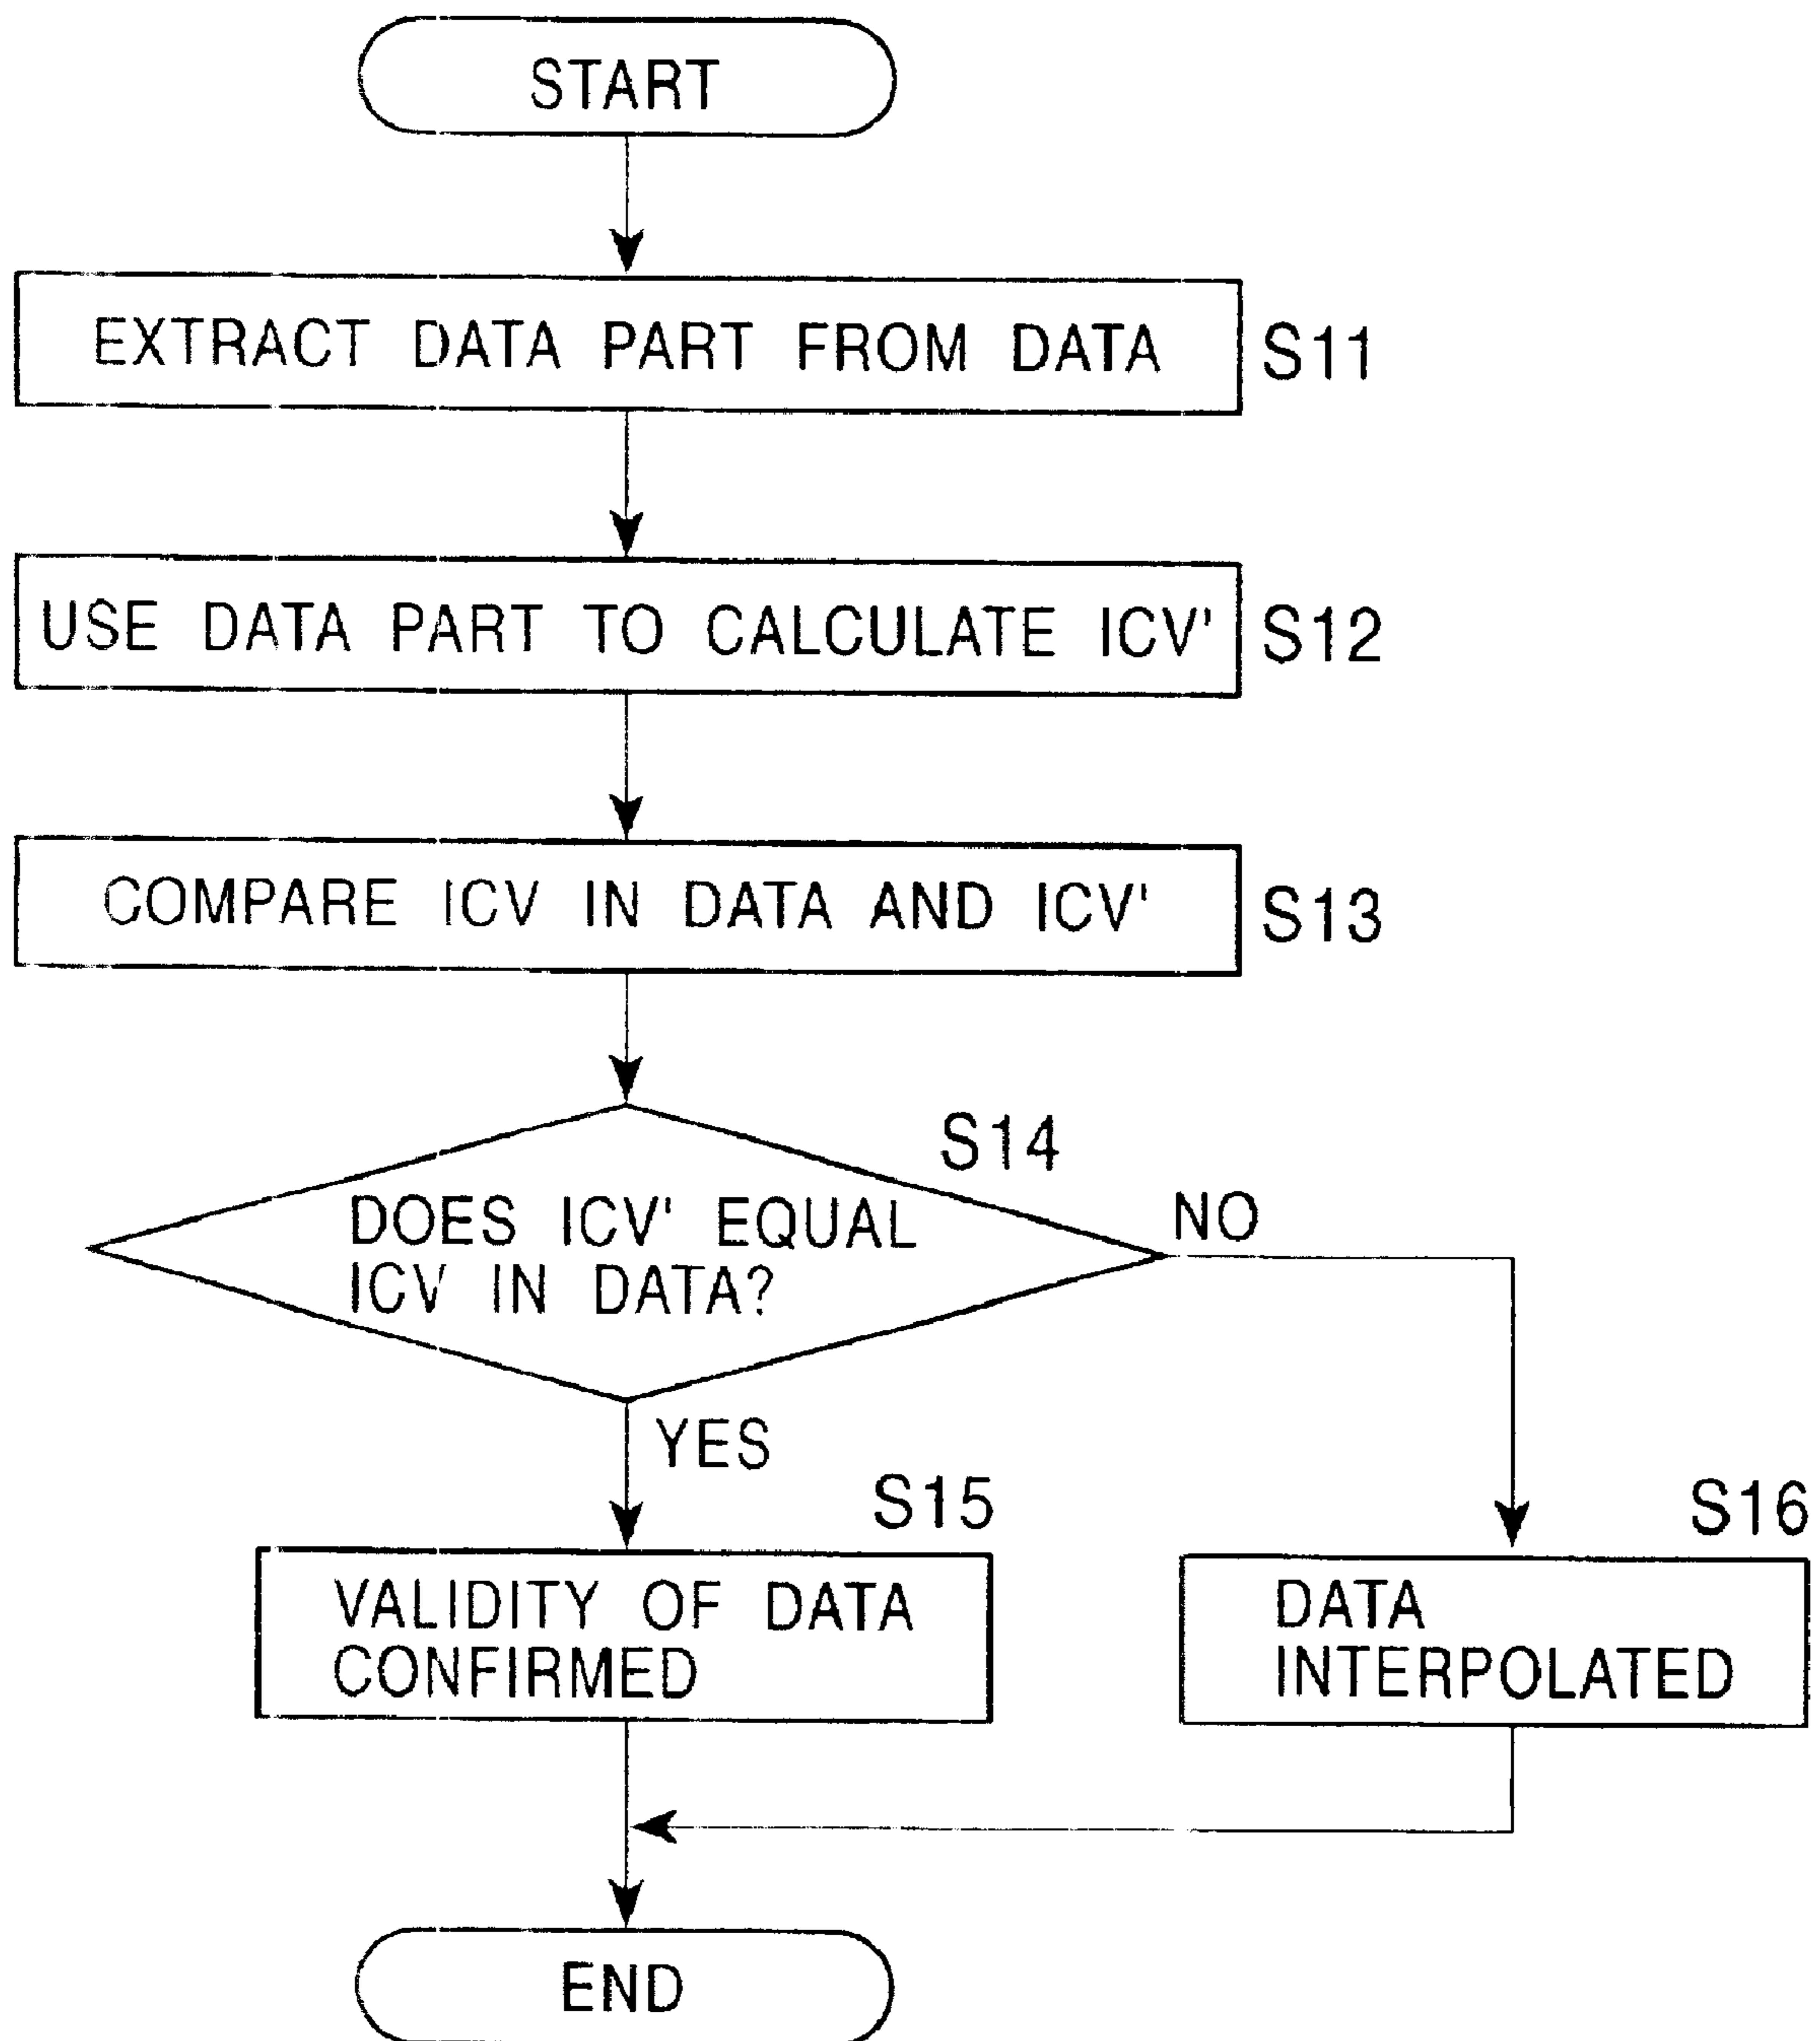 START
EXTRACT DATA PART FROM DATA S11
USE DATA PART TO CALCULATE ICV' S12
COMPARE ICV IN DATA AND ICV' S13
S14
DOES ICV' EQUAL
ICV IN DATA?
NO
YES
S15
S16
VALIDITY OF DATA
CONFIRMED
DATA
INTERPOLATED
END